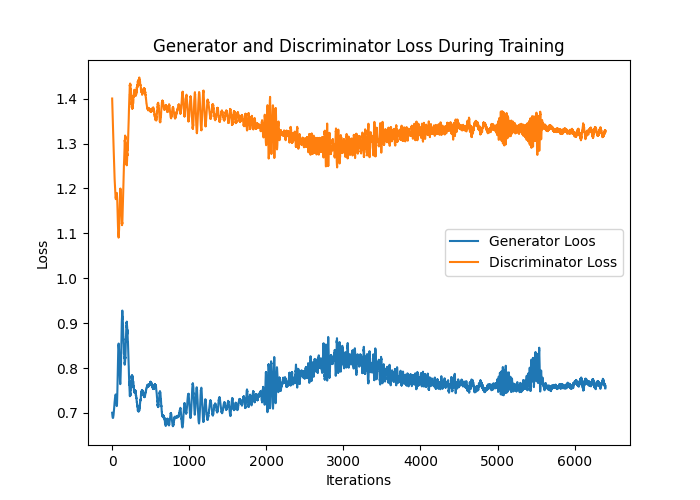 Generator and Discriminator Loss During Training
1.4
1.3
1.2
1.1
1.0
0.9
0.8
0.7
Loss
Generator Loos
Discriminator Loss
0 1000 2000 3000 4000 5000 6000
Iterations